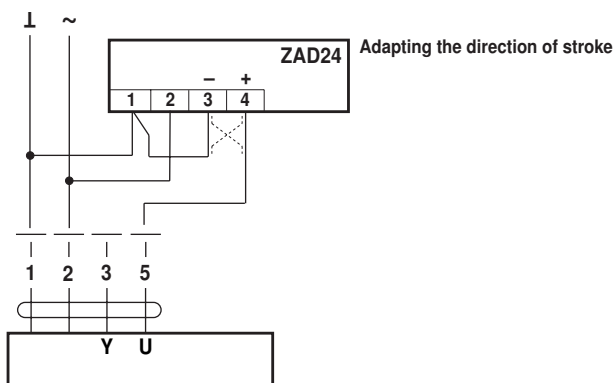 ⊥ ~
ZAD24
Adapting the direction of stroke
– +
1 2 3 4
1 2 3 5
Y U